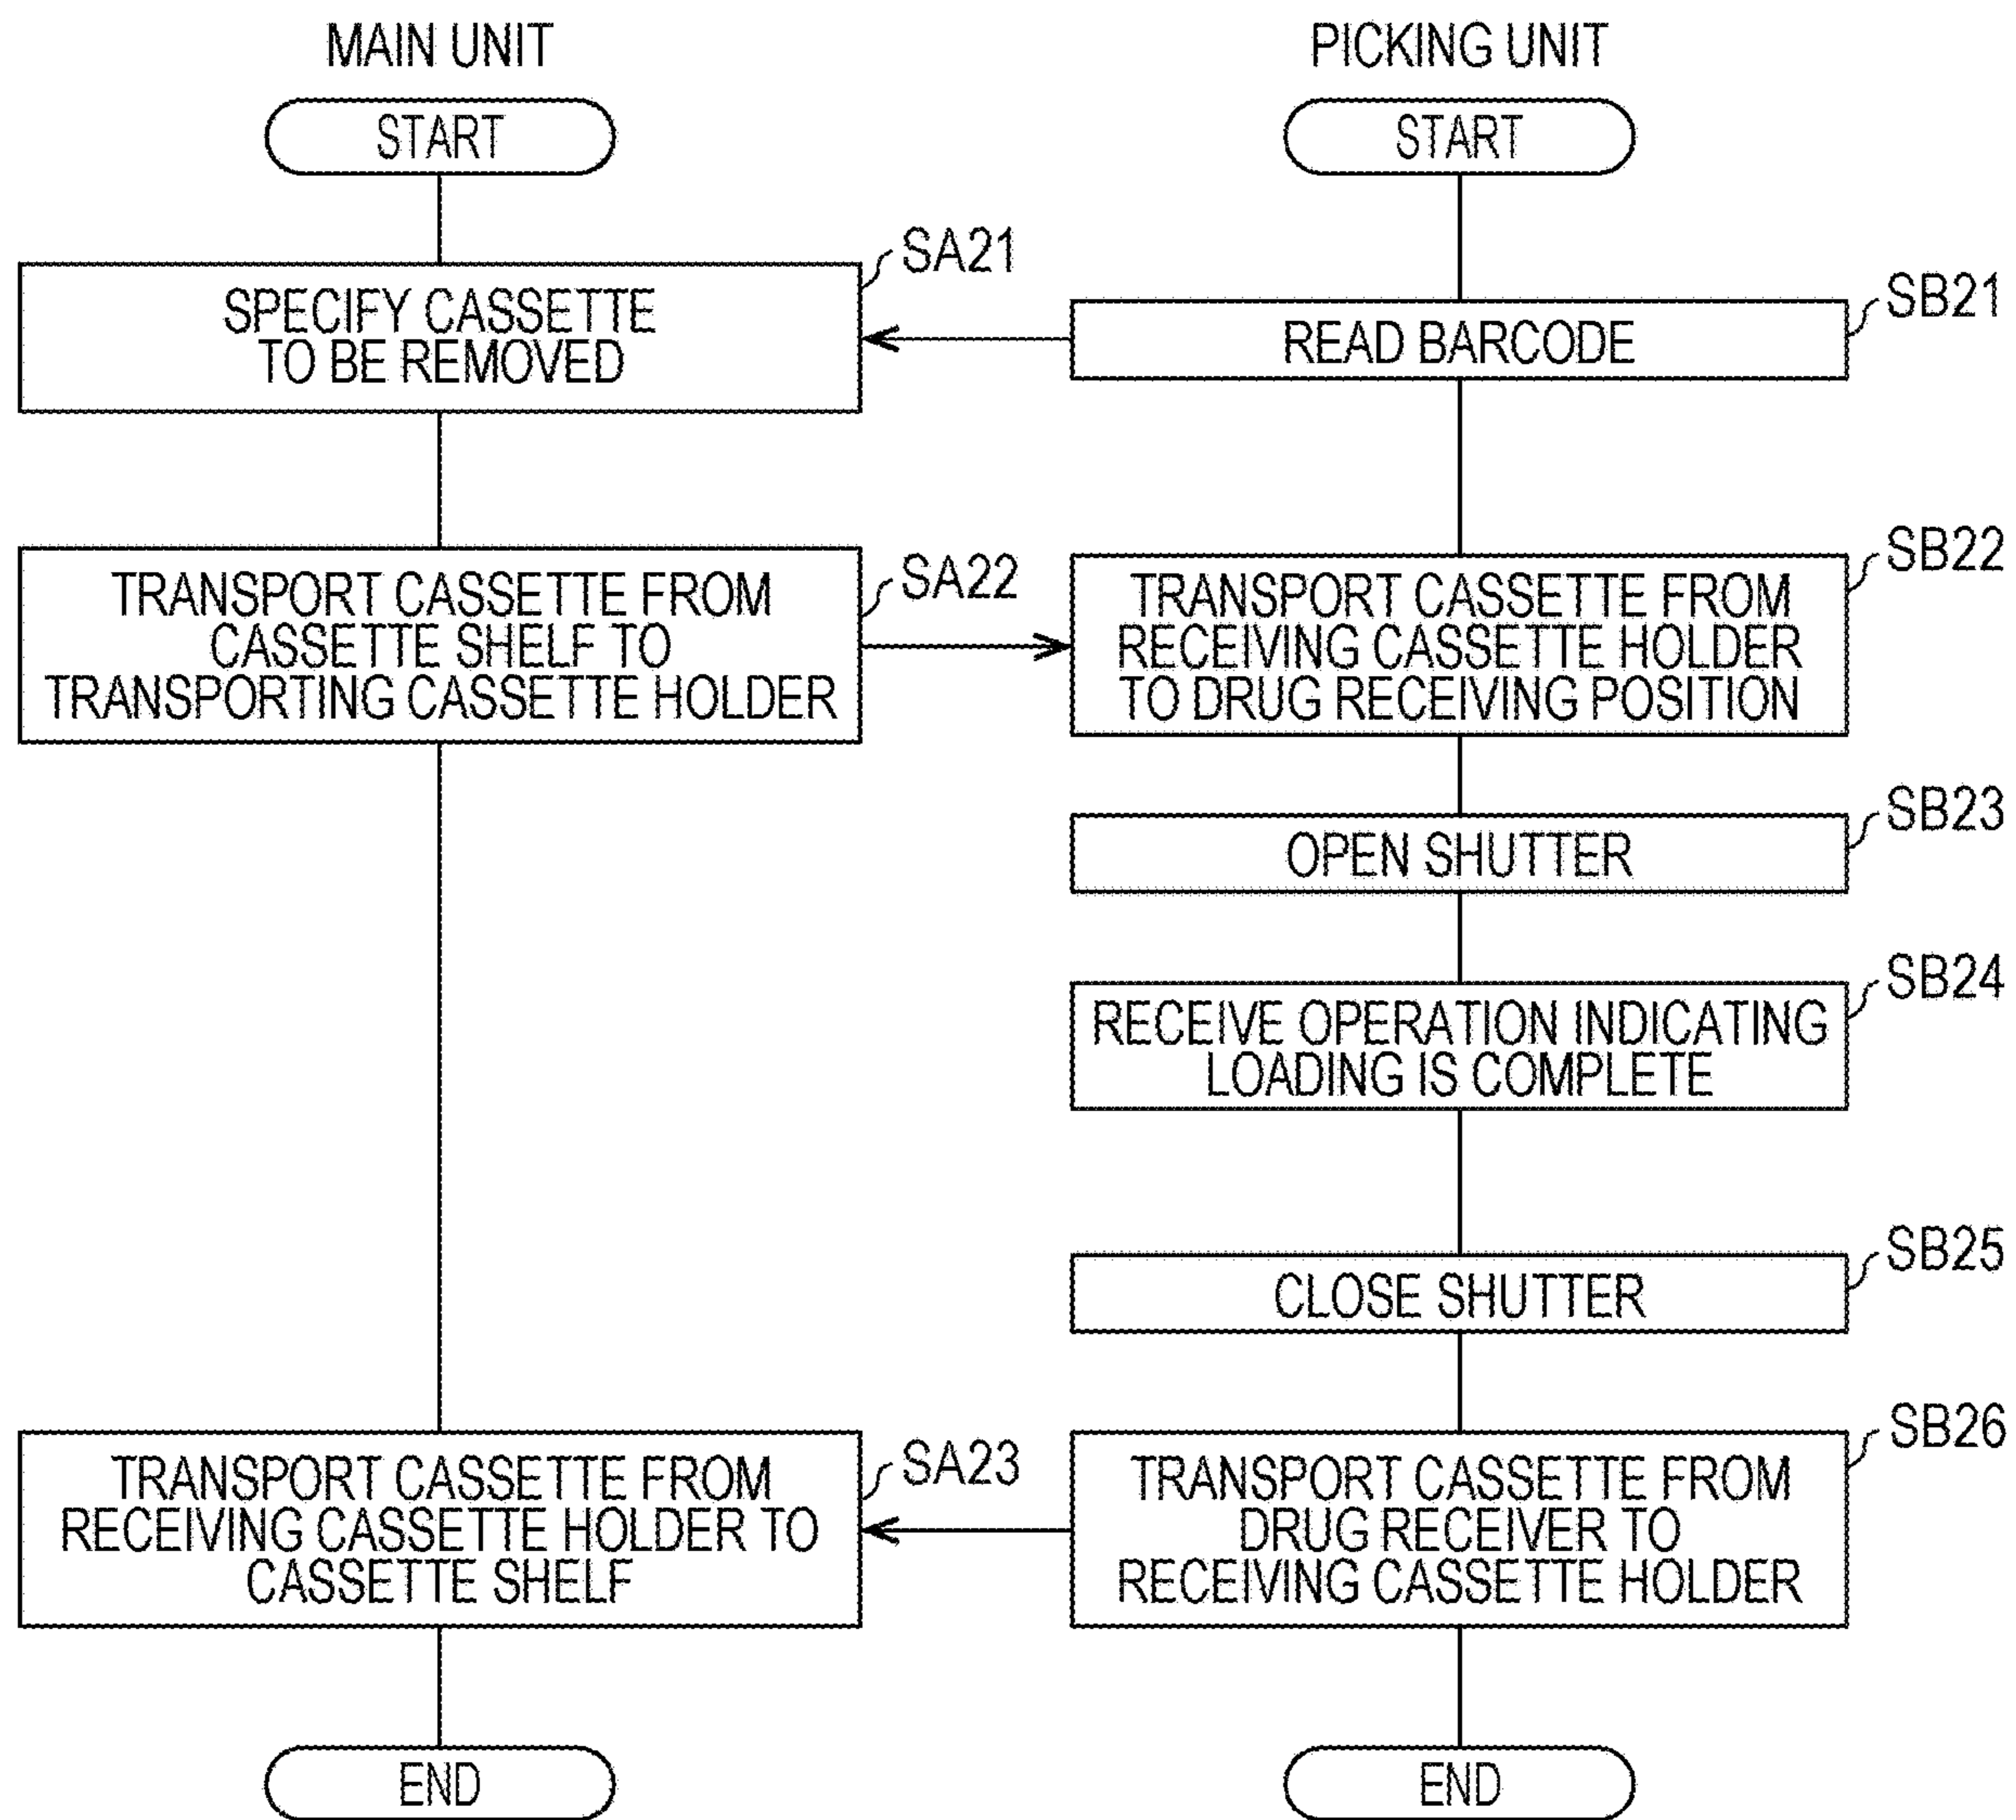 MAIN UNIT
PICKING UNIT
START
START
SA21
SPECIFY CASSETTE
TO BE REMOVED
SB21
READ BARCODE
SA22
TRANSPORT CASSETTE FROM
CASSETTE SHELF TO
TRANSPORTING CASSETTE HOLDER
SB22
TRANSPORT CASSETTE FROM
RECEIVING CASSETTE HOLDER
TO DRUG RECEIVING POSITION
SB23
OPEN SHUTTER
SB24
RECEIVE OPERATION INDICATING
LOADING IS COMPLETE
SB25
CLOSE SHUTTER
SB26
TRANSPORT CASSETTE FROM
DRUG RECEIVER TO
RECEIVING CASSETTE HOLDER
SA23
TRANSPORT CASSETTE FROM
RECEIVING CASSETTE HOLDER TO
CASSETTE SHELF
END
END